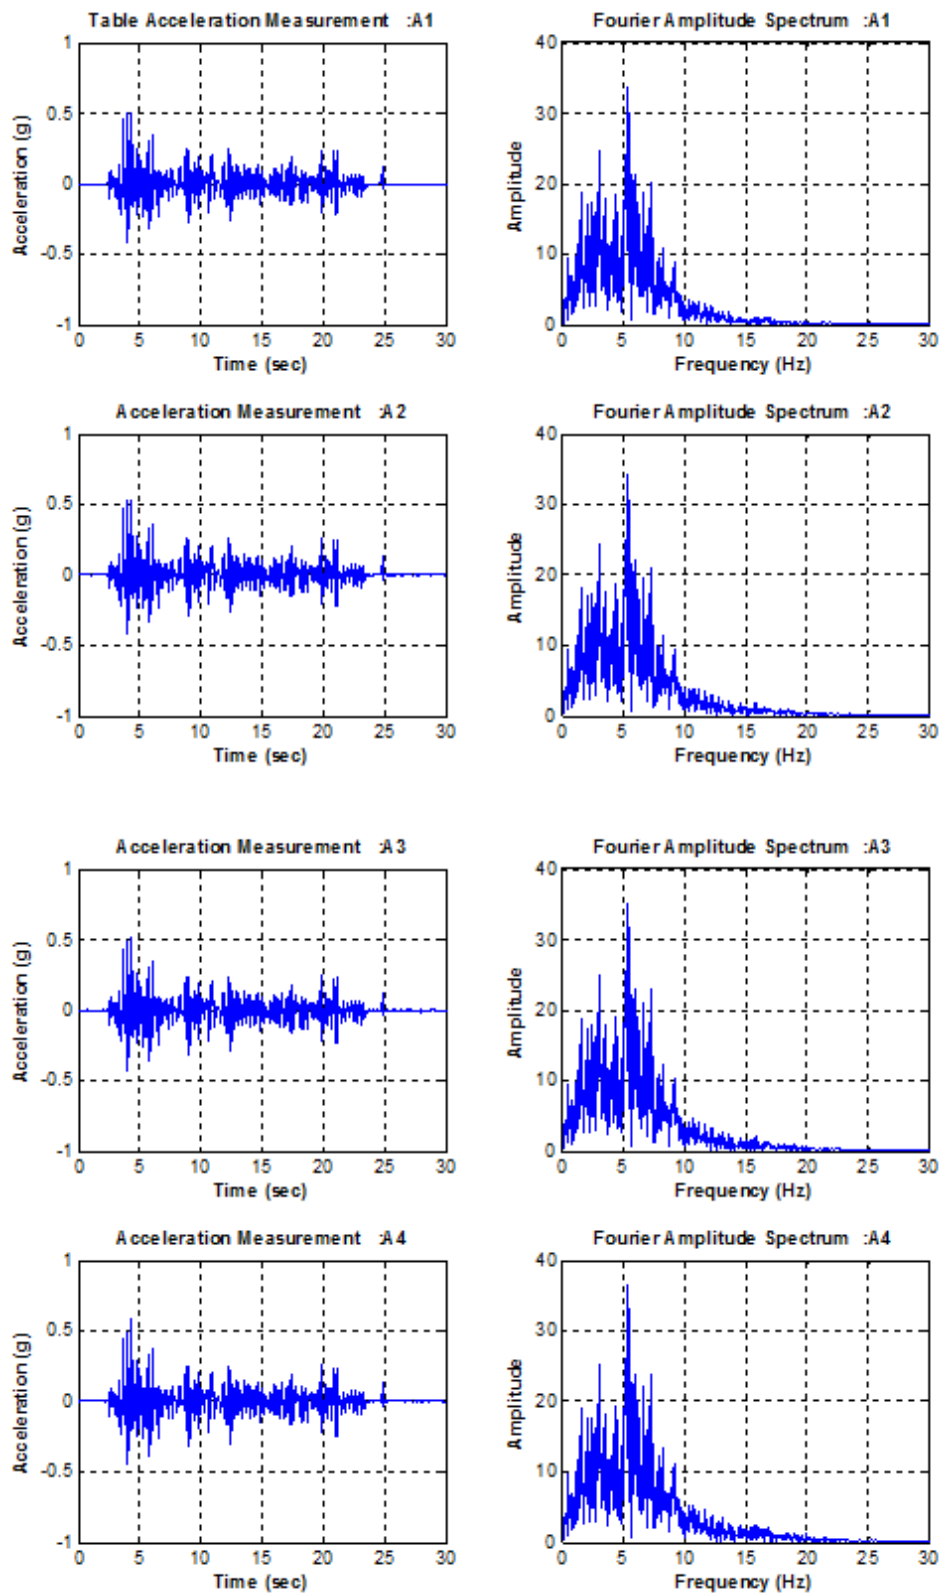 Table Acceleration Measurement :A1
Acceleration (g)
1
0.5
0
-0.5
-1
0 5 10 15 20 25 30
Time (sec)
Fourier Amplitude Spectrum :A1
Amplitude
40
30
20
10
0
0 5 10 15 20 25 30
Frequency (Hz)
Acceleration Measurement :A2
Acceleration (g)
1
0.5
0
-0.5
-1
0 5 10 15 20 25 30
Time (sec)
Fourier Amplitude Spectrum :A2
Amplitude
40
30
20
10
0
0 5 10 15 20 25 30
Frequency (Hz)
Acceleration Measurement :A3
Acceleration (g)
1
0.5
0
-0.5
-1
0 5 10 15 20 25 30
Time (sec)
Fourier Amplitude Spectrum :A3
Amplitude
40
30
20
10
0
0 5 10 15 20 25 30
Frequency (Hz)
Acceleration Measurement :A4
Acceleration (g)
1
0.5
0
-0.5
-1
0 5 10 15 20 25 30
Time (sec)
Fourier Amplitude Spectrum :A4
Amplitude
40
30
20
10
0
0 5 10 15 20 25 30
Frequency (Hz)